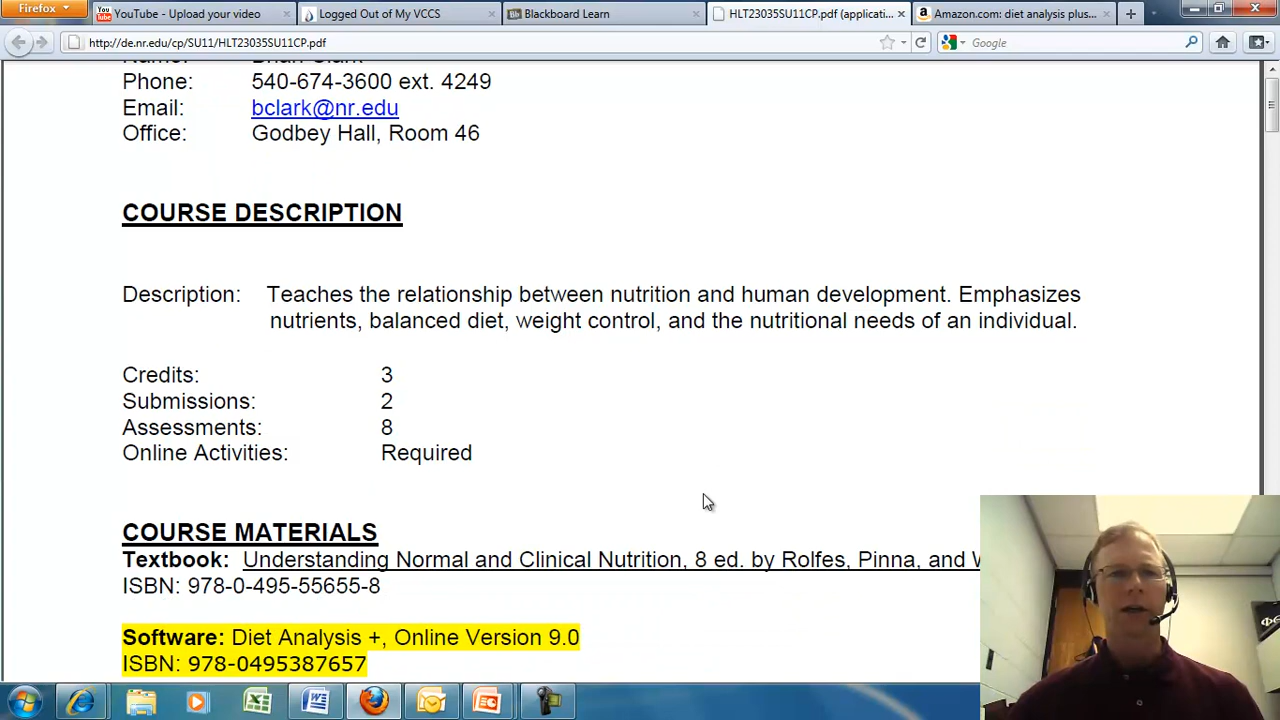 Firefox
YouTube - Upload your video
Logged Out of My VCCS
Bb Blackboard Learn
HLT23035SU11CP.pdf (applicati...
Amazon.com: diet analysis plus...
http://de.nr.edu/cp/SU11/HLT23035SU11CP.pdf
Google
Phone: 540-674-3600 ext. 4249
Email: bclark@nr.edu
Office: Godbey Hall, Room 46
COURSE DESCRIPTION
Description: Teaches the relationship between nutrition and human development. Emphasizes
nutrients, balanced diet, weight control, and the nutritional needs of an individual.
Credits: 3
Submissions: 2
Assessments: 8
Online Activities: Required
COURSE MATERIALS
Textbook: Understanding Normal and Clinical Nutrition, 8 ed. by Rolfes, Pinna, and
ISBN: 978-0-495-55655-8
Software: Diet Analysis +, Online Version 9.0
ISBN: 978-0495387657